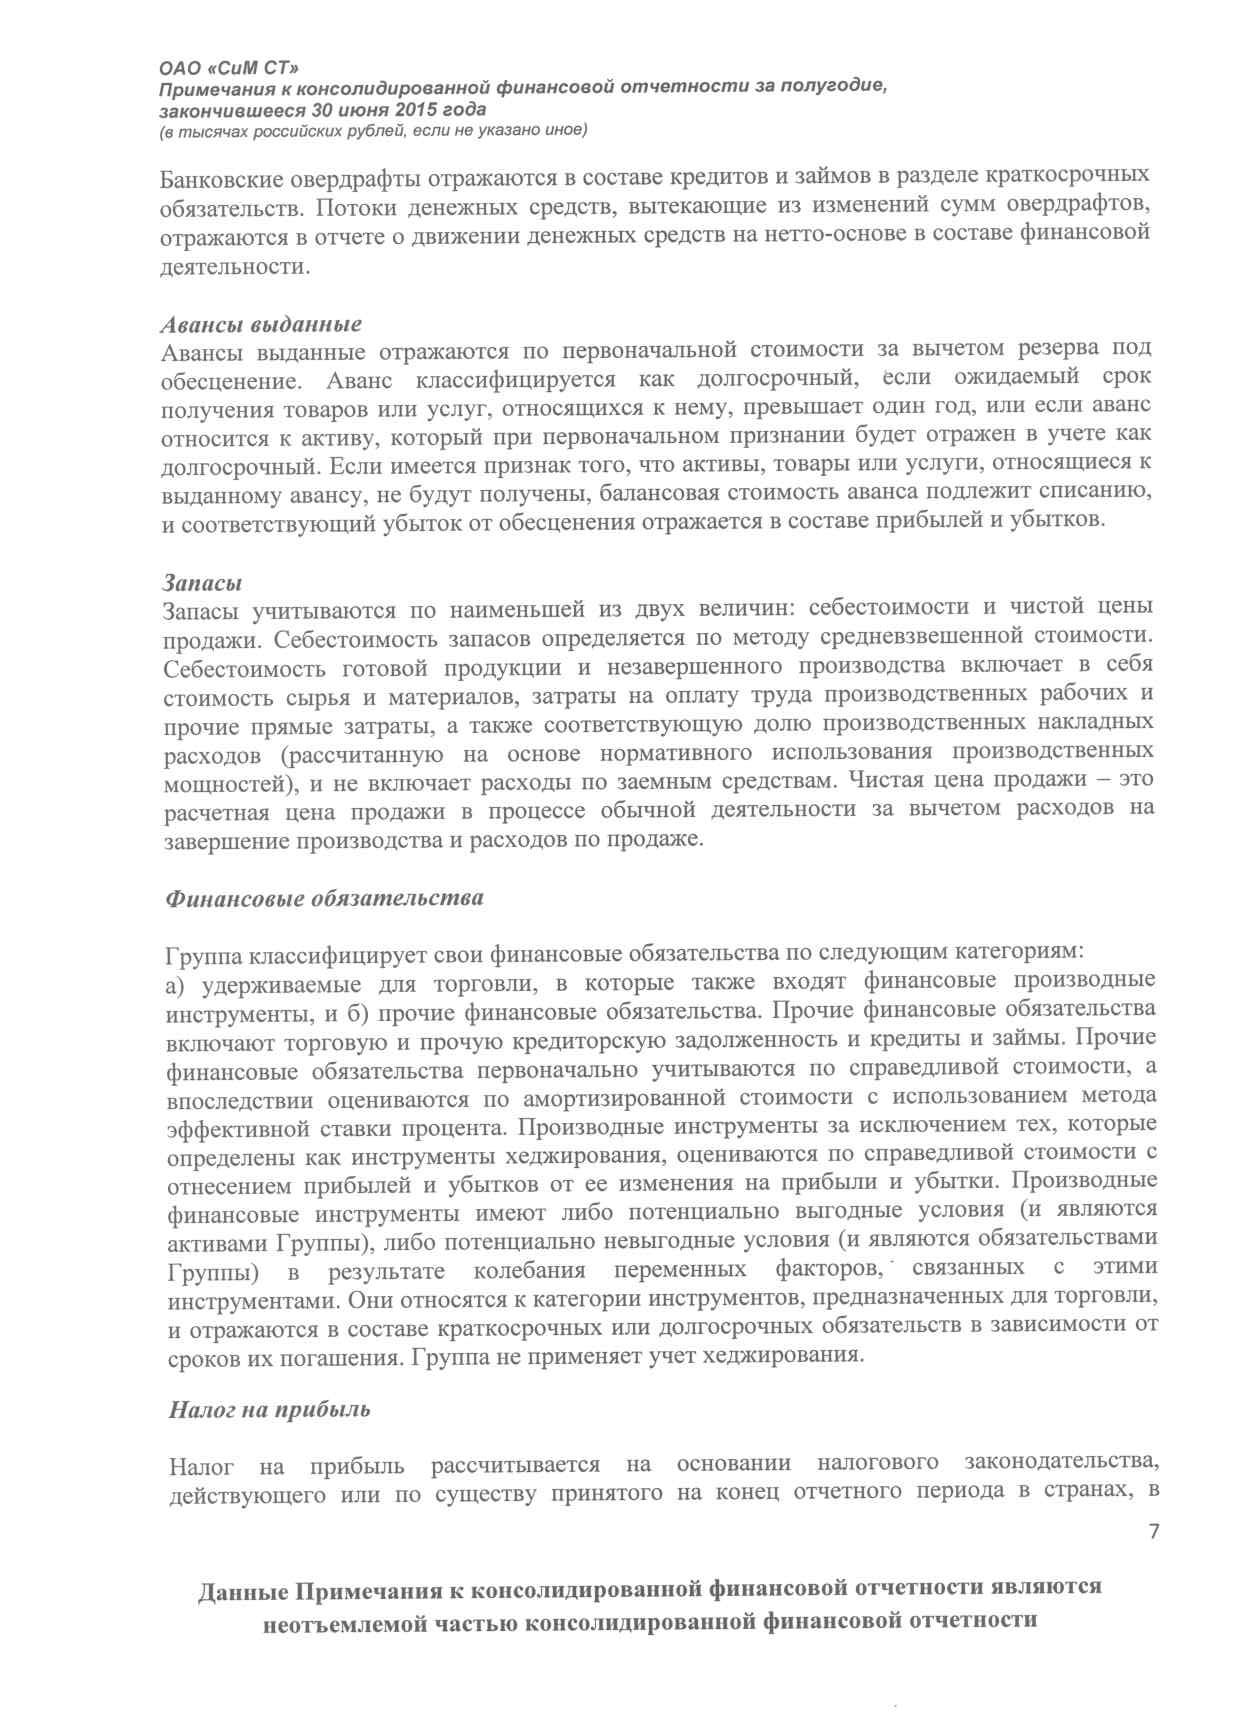 ОАО «СиМ СТ»
Примечания к консолидированной финансовой отчетности за полугодие,
закончившееся 30 июня 2015 года
(в тысячах российских рублей, если не указано иное)
Банковские овердрафты отражаются в составе кредитов и займов в разделе краткосрочных
обязательств. Потоки денежных средств, вытекающие из изменений сумм овердрафтов,
отражаются в отчете о движении денежных средств на нетто-основе в составе финансовой
деятельности.
Авансы выданные
Авансы выданные отражаются по первоначальной стоимости за вычетом резерва под
обесценение. Аванс классифицируется как долгосрочный, если ожидаемый срок
получения товаров или услуг, относящихся к нему, превышает один год, или если аванс
относится к активу, который при первоначальном признании будет отражен в учете как
долгосрочный. Если имеется признак того, что активы, товары или услуги, относящиеся к
выданному авансу, не будут получены, балансовая стоимость аванса подлежит списанию,
и соответствующий убыток от обесценения отражается в составе прибылей и убытков.
Запасы
Запасы учитываются по наименьшей из двух величин: себестоимости и чистой цены
продажи. Себестоимость запасов определяется по методу средневзвешенной стоимости.
Себестоимость готовой продукции и незавершенного производства включает в себя
стоимость сырья и материалов, затраты на оплату труда производственных рабочих и
прочие прямые затраты, а также соответствующую долю производственных накладных
расходов (рассчитанную на основе нормативного использования производственных
мощностей), и не включает расходы по заемным средствам. Чистая цена продажи – это
расчетная цена продажи в процессе обычной деятельности за вычетом расходов на
завершение производства и расходов по продаже.
Финансовые обязательства
Группа классифицирует свои финансовые обязательства по следующим категориям:
а) удерживаемые для торговли, в которые также входят финансовые производные
инструменты, и б) прочие финансовые обязательства. Прочие финансовые обязательства
включают торговую и прочую кредиторскую задолженность и кредиты и займы. Прочие
финансовые обязательства первоначально учитываются по справедливой стоимости, а
впоследствии оцениваются по амортизированной стоимости с использованием метода
эффективной ставки процента. Производные инструменты за исключением тех, которые
определены как инструменты хеджирования, оцениваются по справедливой стоимости с
отнесением прибылей и убытков от ее изменения на прибыли и убытки. Производные
финансовые инструменты имеют либо потенциально выгодные условия (и являются
активами Группы), либо потенциально невыгодные условия (и являются обязательствами
Группы) в результате колебания переменных факторов, связанных с этими
инструментами. Они относятся к категории инструментов, предназначенных для торговли,
и отражаются в составе краткосрочных или долгосрочных обязательств в зависимости от
сроков их погашения. Группа не применяет учет хеджирования.
Налог на прибыль
Налог на прибыль рассчитывается на основании налогового законодательства,
действующего или по существу принятого на конец отчетного периода в странах, в
7
Данные Примечания к консолидированной финансовой отчетности являются
неотъемлемой частью консолидированной финансовой отчетности